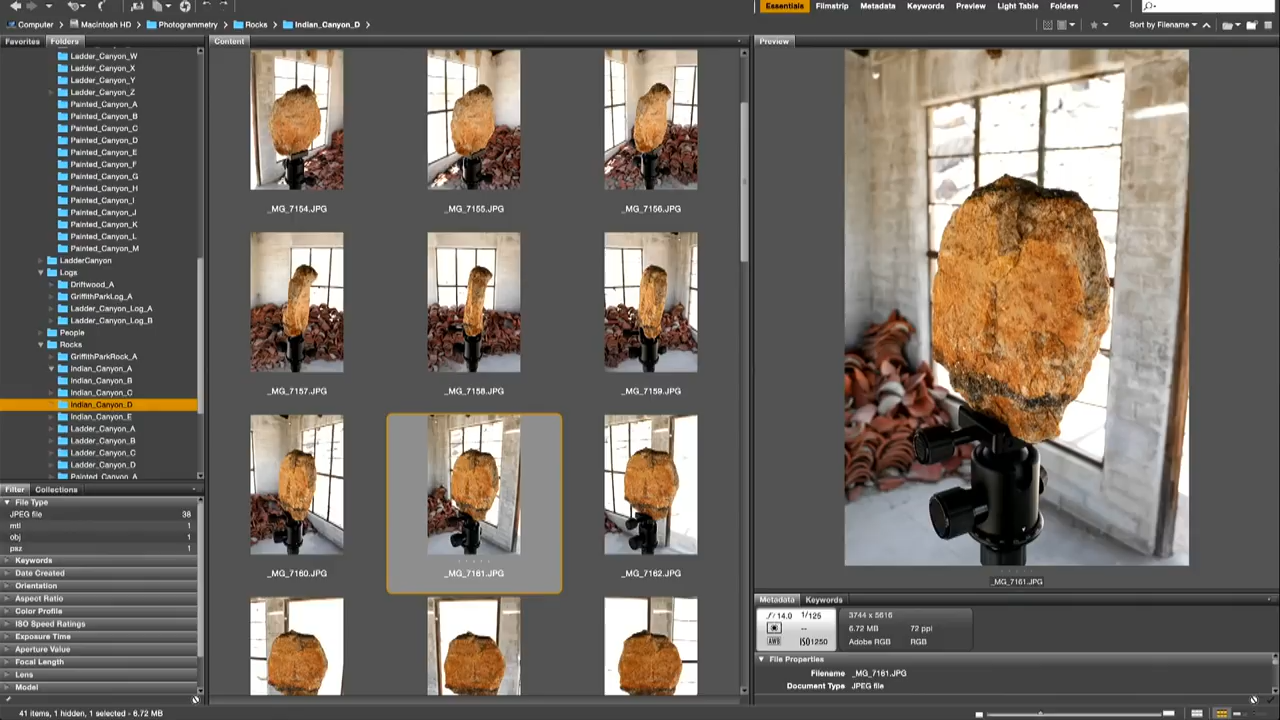 Essentials Filmstrip Metadata Keywords Preview Light Table Folders
Computer Macintosh HD Photogrammetry Rocks Indian_Canyon_D
Sort by Filename
Favorites Folders
Ladder_Canyon_W
Ladder_Canyon_X
Ladder_Canyon_Y
Ladder_Canyon_Z
Painted_Canyon_A
Painted_Canyon_B
Painted_Canyon_C
Painted_Canyon_D
Painted_Canyon_E
Painted_Canyon_F
Painted_Canyon_G
Painted_Canyon_H
Painted_Canyon_I
Painted_Canyon_J
Painted_Canyon_K
Painted_Canyon_L
Painted_Canyon_M
LadderCanyon
Logs
Driftwood_A
GriffithParkLog_A
Ladder_Canyon_Log_A
Ladder_Canyon_Log_B
People
Rocks
GriffithParkRock_A
Indian_Canyon_A
Indian_Canyon_B
Indian_Canyon_C
Indian_Canyon_D
Indian_Canyon_E
Ladder_Canyon_A
Ladder_Canyon_B
Ladder_Canyon_C
Ladder_Canyon_D
Painted_Canyon_A
Filter Collections
File Type
JPEG file 38
mtl 1
obj 1
psz 1
Keywords
Date Created
Orientation
Aspect Ratio
Color Profile
ISO Speed Ratings
Exposure Time
Aperture Value
Focal Length
Lens
Model
41 items, 1 hidden, 1 selected - 6.72 MB
Content
_MG_7154.JPG _MG_7155.JPG _MG_7156.JPG
_MG_7157.JPG _MG_7158.JPG _MG_7159.JPG
_MG_7160.JPG _MG_7161.JPG _MG_7162.JPG
Preview
_MG_7161.JPG
Metadata Keywords
f/14.0 1/125
-- 
AWB ISO1250
3744 x 5616
6.72 MB 72 ppi
Adobe RGB RGB
File Properties
Filename _MG_7161.JPG
Document Type JPEG file